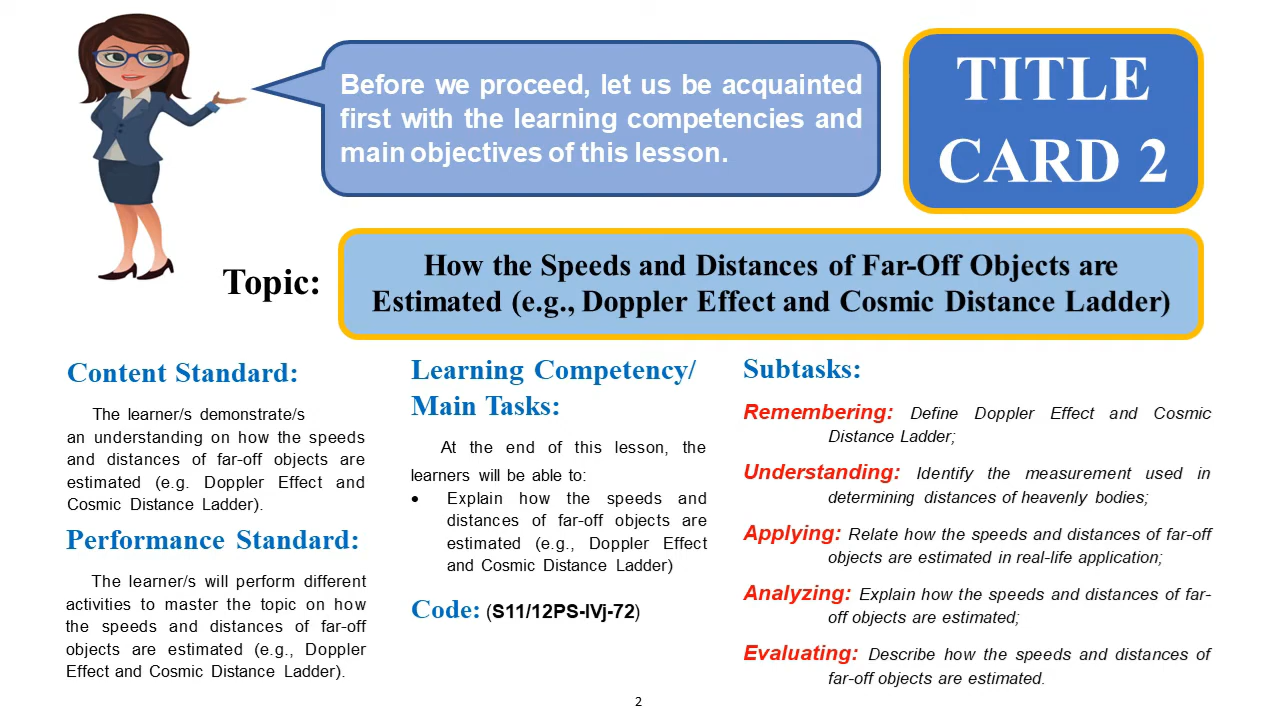 Before we proceed, let us be acquainted
first with the learning competencies and
main objectives of this lesson.
TITLE
CARD 2
Topic:
How the Speeds and Distances of Far-Off Objects are
Estimated (e.g., Doppler Effect and Cosmic Distance Ladder)
Content Standard:
The learner/s demonstrate/s
an understanding on how the speeds
and distances of far-off objects are
estimated (e.g. Doppler Effect and
Cosmic Distance Ladder).
Performance Standard:
The learner/s will perform different
activities to master the topic on how
the speeds and distances of far-off
objects are estimated (e.g., Doppler
Effect and Cosmic Distance Ladder).
Learning Competency/
Main Tasks:
At the end of this lesson, the
learners will be able to:
• Explain how the speeds and
distances of far-off objects are
estimated (e.g., Doppler Effect
and Cosmic Distance Ladder)
Code: (S11/12PS-IVj-72)
Subtasks:
Remembering: Define Doppler Effect and Cosmic
Distance Ladder;
Understanding: Identify the measurement used in
determining distances of heavenly bodies;
Applying: Relate how the speeds and distances of far-off
objects are estimated in real-life application;
Analyzing: Explain how the speeds and distances of far-
off objects are estimated;
Evaluating: Describe how the speeds and distances of
far-off objects are estimated.
2